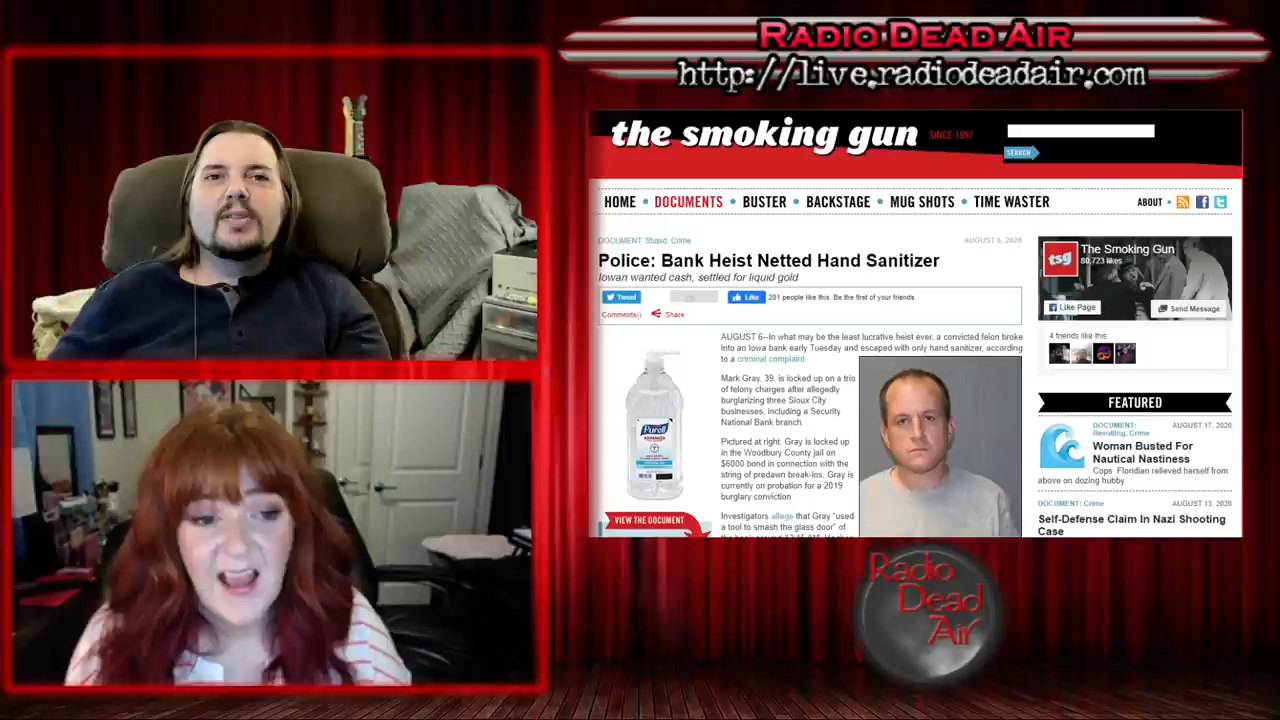 Radio Dead Air
http://live.radiodeadair.com
the smoking gun
SINCE 1997
SEARCH
HOME • DOCUMENTS • BUSTER • BACKSTAGE • MUG SHOTS • TIME WASTER
ABOUT •
DOCUMENT: Stupid, Crime
AUGUST 6, 2020
Police: Bank Heist Netted Hand Sanitizer
Iowan wanted cash, settled for liquid gold
Tweet
Like
201 people like this. Be the first of your friends
Comments()
Share
AUGUST 6--In what may be the least lucrative heist ever, a convicted felon broke
into an Iowa bank early Tuesday and escaped with only hand sanitizer, according
to a criminal complaint.
Mark Gray, 39, is locked up on a trio
of felony charges after allegedly
burglarizing three Sioux City
businesses, including a Security
National Bank branch.
Pictured at right, Gray is locked up
in the Woodbury County jail on
$6000 bond in connection with the
string of predawn break-ins. Gray is
currently on probation for a 2019
burglary conviction
Investigators allege that Gray "used
a tool to smash the glass door" of
Purell
ADVANCED
VIEW THE DOCUMENT
tsg
The Smoking Gun
80,723 likes
Like Page
Send Message
4 friends like this
FEATURED
DOCUMENT:
AUGUST 17, 2020
Revolting, Crime
Woman Busted For
Nautical Nastiness
Cops Floridian relieved herself from
above on dozing hubby
DOCUMENT: Crime
AUGUST 13, 2020
Self-Defense Claim In Nazi Shooting
Case
Radio
Dead
Air